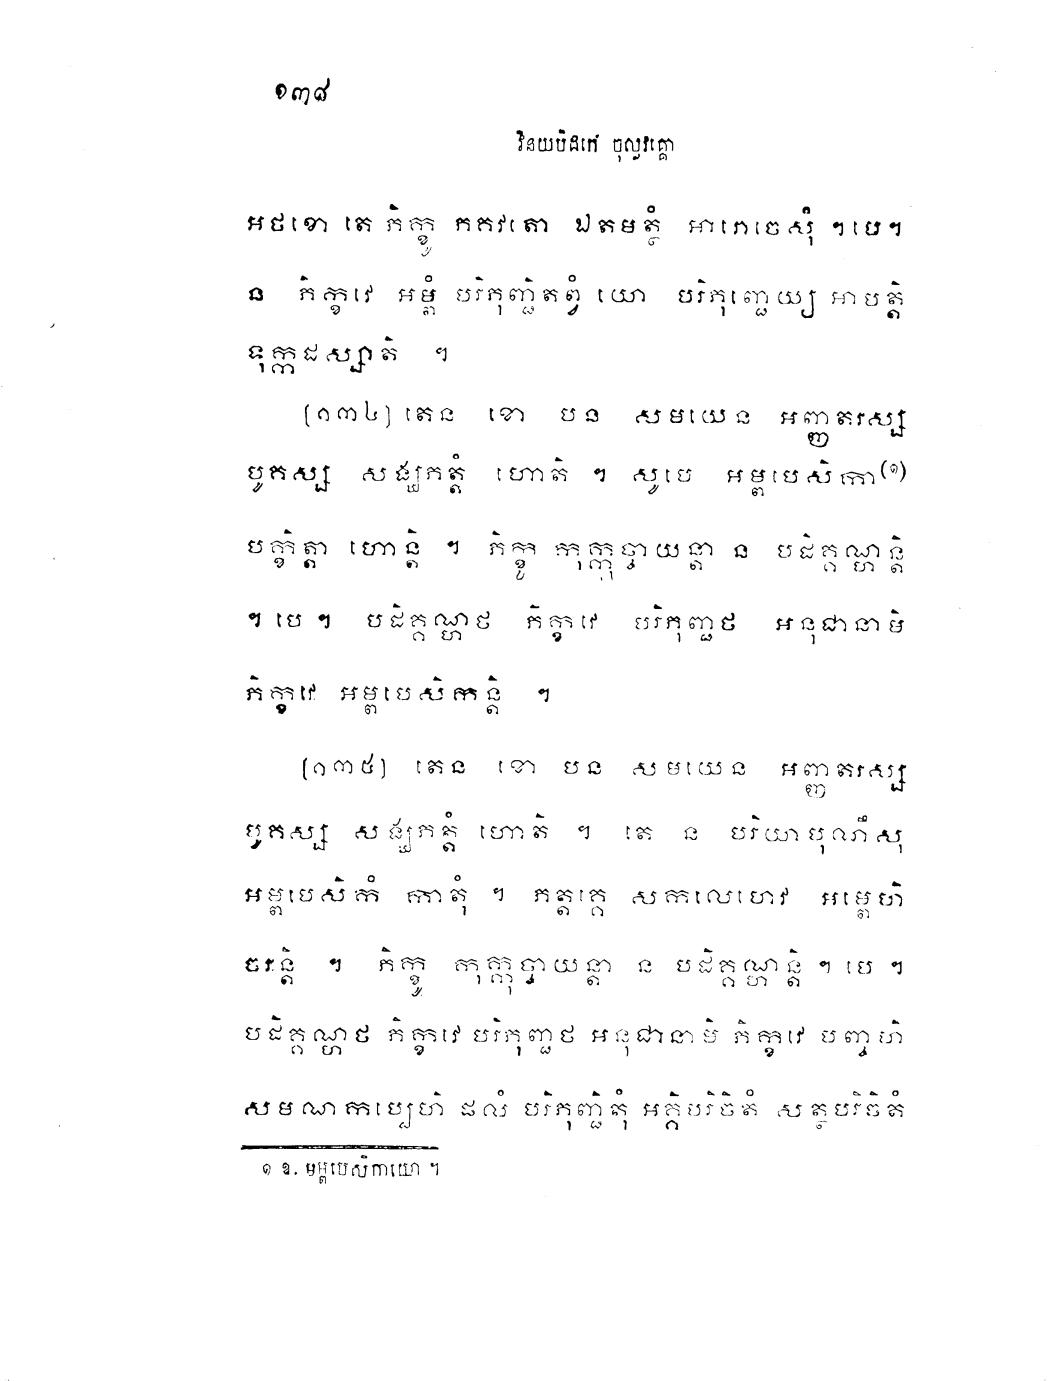 ១៣៨
វិនយបិដកេ ចុល្លវគ្គោ
អថខោ តេ ភិក្ខូ ភគវតោ ឯតមត្ថំ អារោចេសុំ ។បេ។
ន ភិក្ខវេ អម្ពំ បរិភុញ្ជិតព្វំ យោ បរិភុញ្ជេយ្យ អាបត្តិ
ទុក្កដស្សាតិ ។
(១៣៤) តេន ខោ បន សមយេន អញ្ញតរស្ស
បូគស្ស សង្ឃភត្តំ ហោតិ ។ សូបេ អម្ពបេសិកា(១)
បក្ខិត្តា ហោន្តិ ។ ភិក្ខូ កុក្កុច្ចាយន្តា ន បដិគ្គណ្ហន្តិ
។ បេ ។ បដិគ្គណ្ហថ ភិក្ខវេ បរិភុញ្ជថ អនុជានាមិ
ភិក្ខវេ អម្ពបេសិកន្តិ ។
(១៣៥) តេន ខោ បន សមយេន អញ្ញតរស្ស
បូគស្ស សង្ឃភត្តំ ហោតិ ។ តេ ន បរិយាបុណឹសុ
អម្ពបេសិកំ កាតុំ ។ ភត្តគ្គេ សកលេហេវ អម្ពេហិ
ចរន្តិ ។ ភិក្ខូ កុក្កុច្ចាយន្តា ន បដិគ្គណ្ហន្តិ ។ បេ ។
បដិគ្គណ្ហថ ភិក្ខវេ បរិភុញ្ជថ អនុជានាមិ ភិក្ខវេ បញ្ចហិ
សមណកប្បេហិ ផលំ បរិភុញ្ជិតុំ អគ្គិបរិចិតំ សត្ថបរិចិតំ
១ ឱ. អម្ពបេសិកាយោ ។